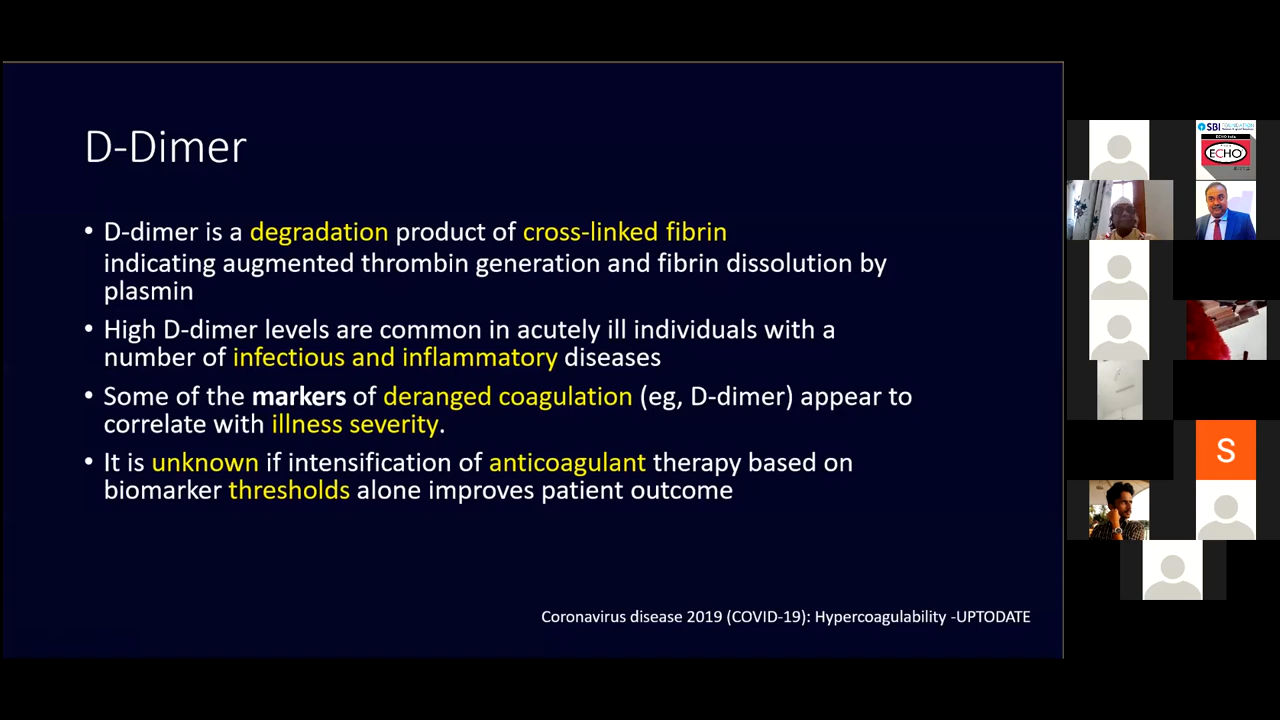 D-Dimer
• D-dimer is a degradation product of cross-linked fibrin
indicating augmented thrombin generation and fibrin dissolution by
plasmin
• High D-dimer levels are common in acutely ill individuals with a
number of infectious and inflammatory diseases
• Some of the markers of deranged coagulation (eg, D-dimer) appear to
correlate with illness severity.
• It is unknown if intensification of anticoagulant therapy based on
biomarker thresholds alone improves patient outcome
Coronavirus disease 2019 (COVID-19): Hypercoagulability -UPTODATE
SBI
ECHO
S